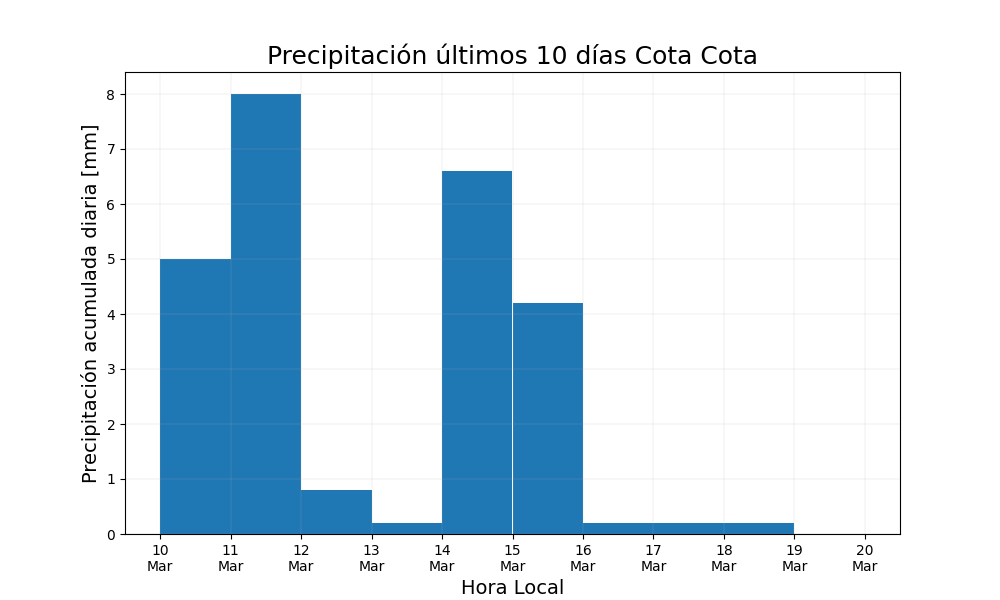 Precipitación últimos 10 días Cota Cota
Precipitación acumulada diaria [mm]
8
7
6
5
4
3
2
1
0
10 11 12 13 14 15 16 17 18 19 20
Mar Mar Mar Mar Mar Mar Mar Mar Mar Mar Mar
Hora Local